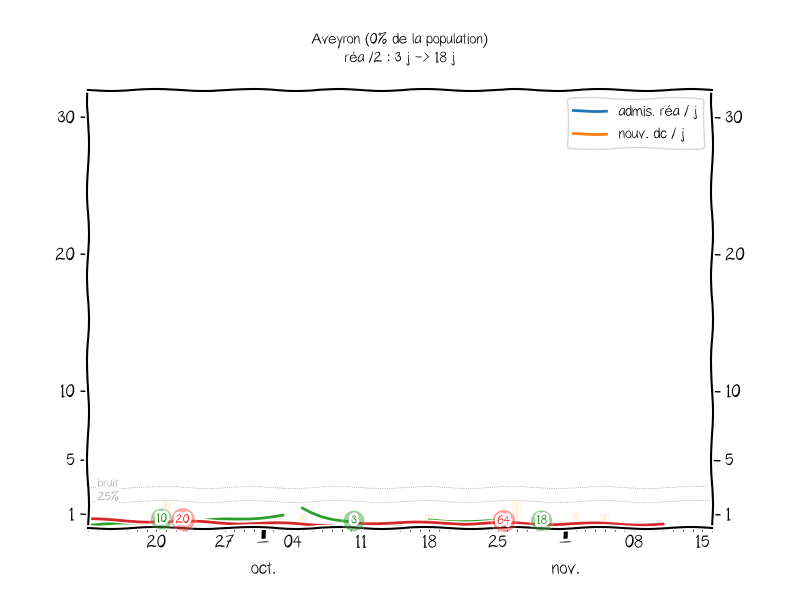 Aveyron (0% de la population)
réa /2 : 3 j -> 18 j
30 30
admis. réa / j
nouv. dc / j
20 20
10 10
5 5
bruit
25%
1 1
10 20 3 64 18
20 27 04 11 18 25 08 15
oct. nov.